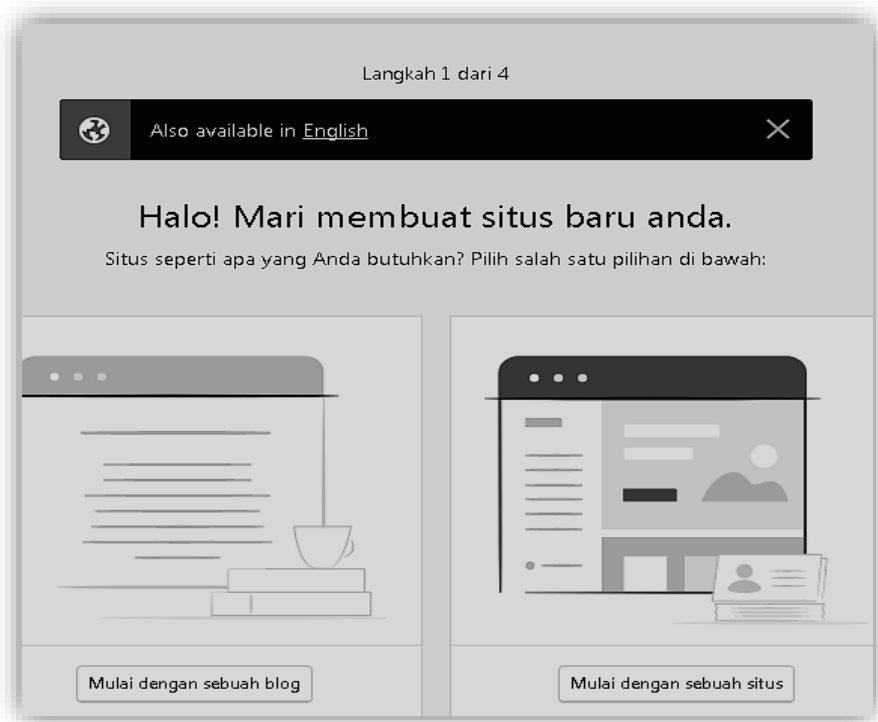 Langkah 1 dari 4
Also available in English
Halo! Mari membuat situs baru anda.
Situs seperti apa yang Anda butuhkan? Pilih salah satu pilihan di bawah:
Mulai dengan sebuah blog
Mulai dengan sebuah situs